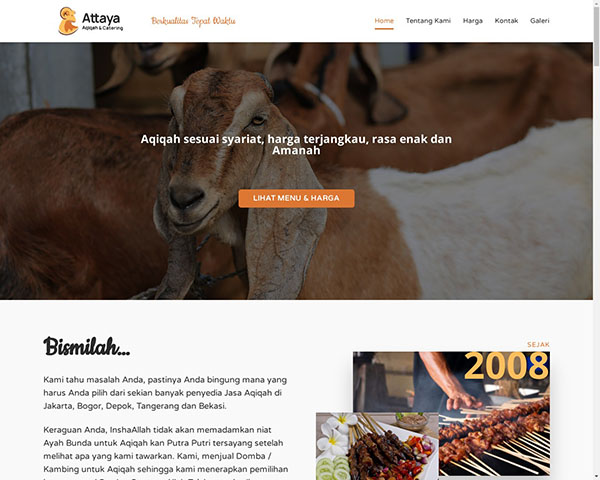 Attaya
Aqiqah & Catering
Berkualitas Tepat Waktu
Home
Tentang Kami
Harga
Kontak
Galeri
Aqiqah sesuai syariat, harga terjangkau, rasa enak dan
Amanah
LIHAT MENU & HARGA
Bismilah...
Kami tahu masalah Anda, pastinya Anda bingung mana yang
harus Anda pilih dari sekian banyak penyedia Jasa Aqiqah di
Jakarta, Bogor, Depok, Tangerang dan Bekasi.
Keraguan Anda, InshaAllah tidak akan memadamkan niat
Ayah Bunda untuk Aqiqah kan Putra Putri tersayang setelah
melihat apa yang kami tawarkan. Kami, menjual Domba /
Kambing untuk Aqiqah sehingga kami menerapkan pemilihan
SEJAK
2008